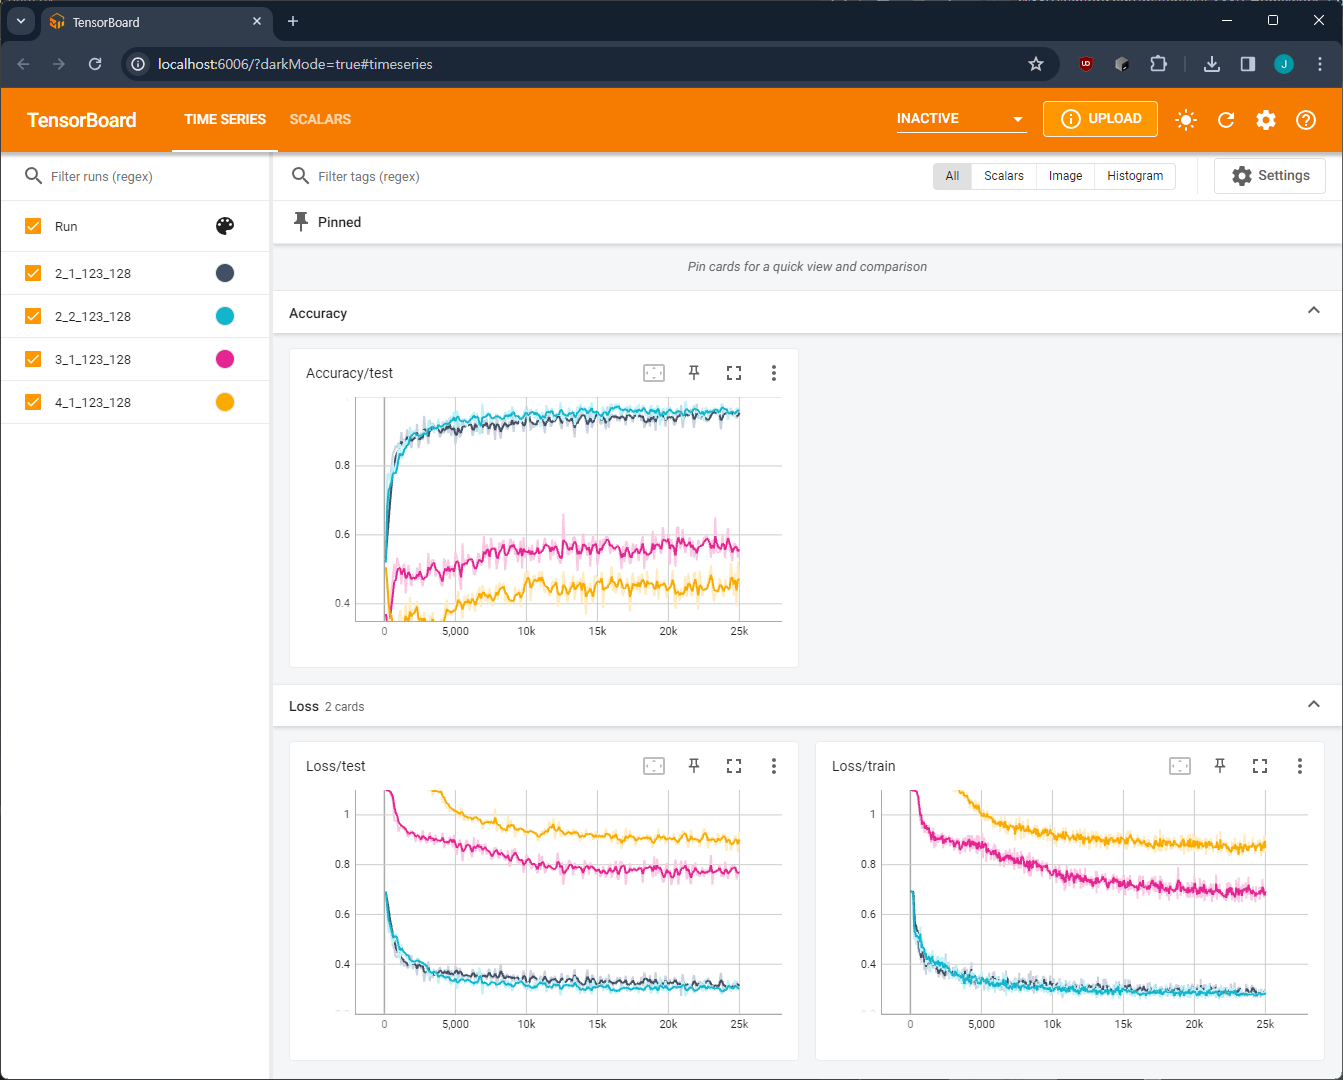 TensorBoard
localhost:6006/?darkMode=true#timeseries
UD
J
TensorBoard
TIME SERIES
SCALARS
INACTIVE
UPLOAD
Filter runs (regex)
Filter tags (regex)
All
Scalars
Image
Histogram
Settings
Run
2_1_123_128
2_2_123_128
3_1_123_128
4_1_123_128
Pinned
Pin cards for a quick view and comparison
Accuracy
Accuracy/test
0.8
0.6
0.4
0 5,000 10k 15k 20k 25k
Loss 2 cards
Loss/test
1
0.8
0.6
0.4
0 5,000 10k 15k 20k 25k
Loss/train
1
0.8
0.6
0.4
0 5,000 10k 15k 20k 25k